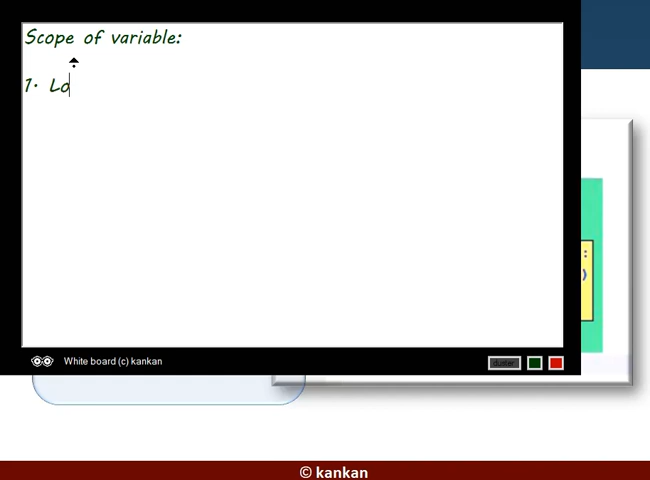 Scope of variable:
1. Lo
:
)
White board (c) kankan
duster
© kankan